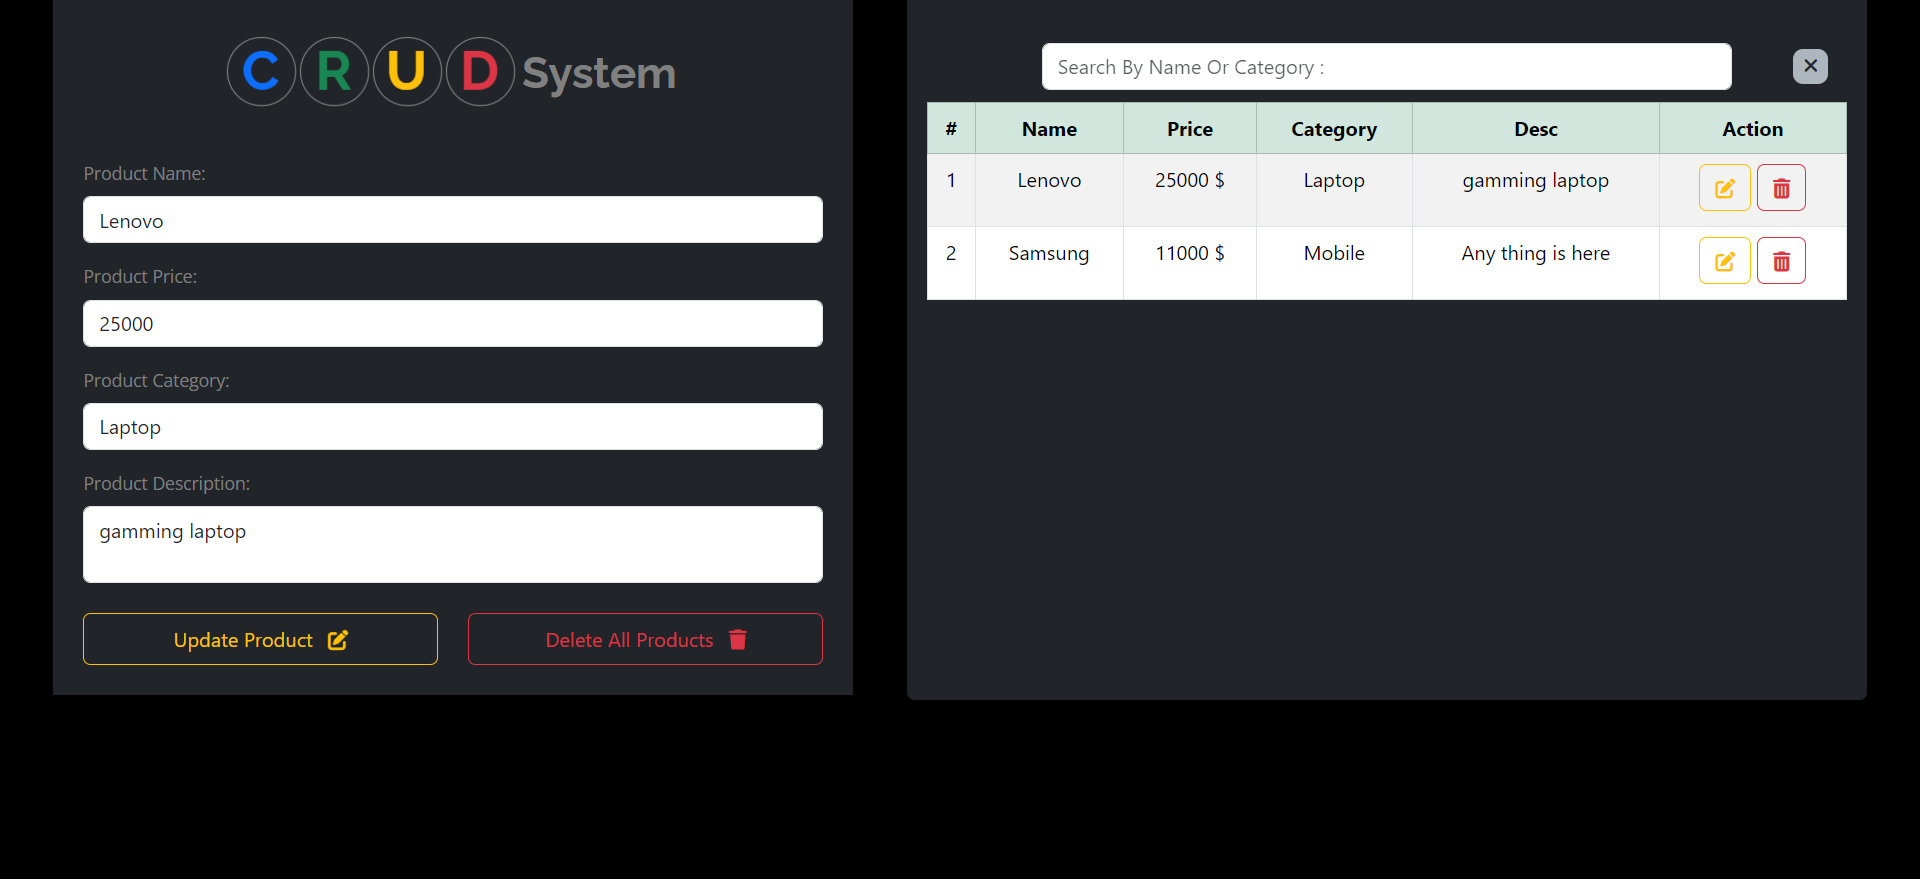 CRUD System
Product Name:
Lenovo
Product Price:
25000
Product Category:
Laptop
Product Description:
gamming laptop
Update Product
Delete All Products
Search By Name Or Category :
# Name Price Category Desc Action
1 Lenovo 25000 $ Laptop gamming laptop
2 Samsung 11000 $ Mobile Any thing is here